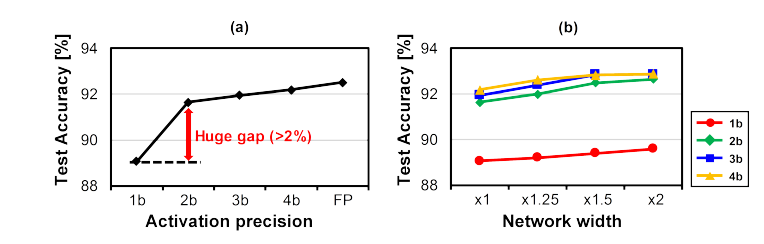 (a)
Test Accuracy [%]
94
92
90
88
Huge gap (>2%)
1b 2b 3b 4b FP
Activation precision
(b)
Test Accuracy [%]
94
92
90
88
x1 x1.25 x1.5 x2
Network width
1b
2b
3b
4b